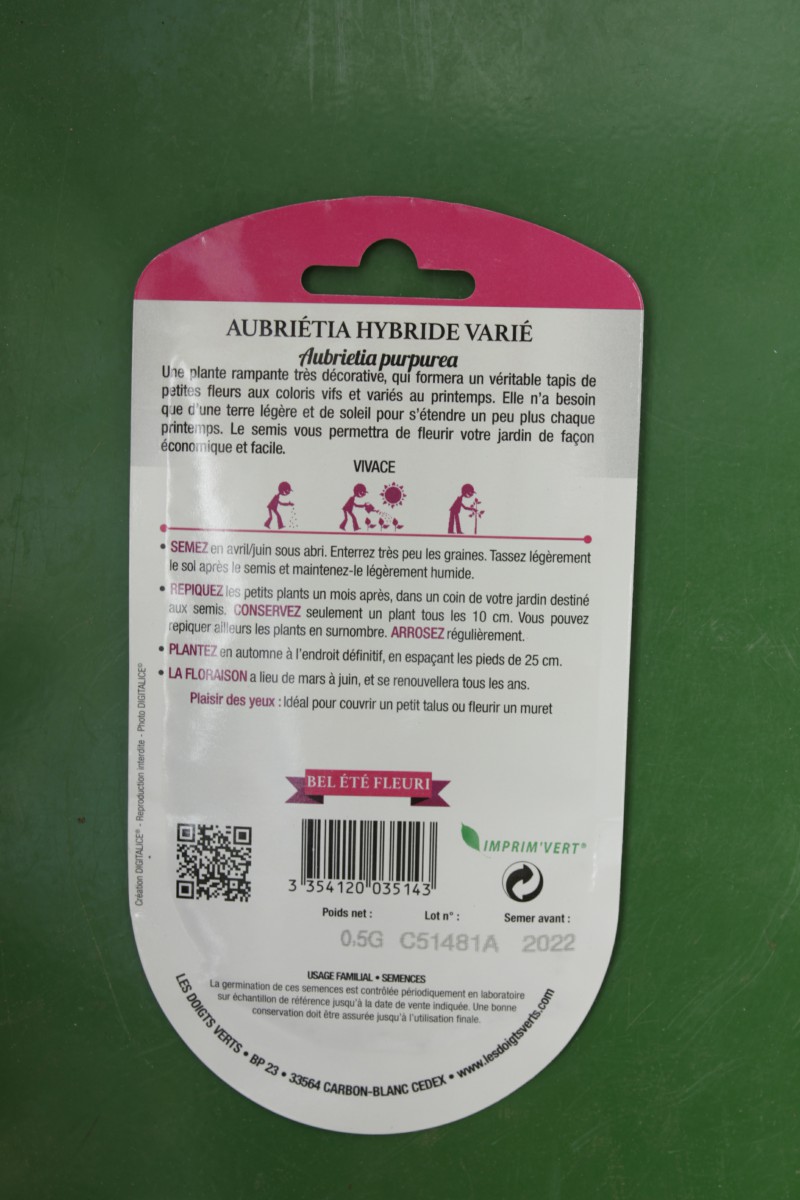 AUBRIÉTIA HYBRIDE VARIÉ
Aubrietia purpurea
Une plante rampante très décorative, qui formera un véritable tapis de
petites fleurs aux coloris vifs et variés au printemps. Elle n'a besoin
que d'une terre légère et de soleil pour s'étendre un peu plus chaque
printemps. Le semis vous permettra de fleurir votre jardin de façon
économique et facile.
VIVACE
• SEMEZ en avril/juin sous abri. Enterrez très peu les graines. Tassez légèrement
le sol après le semis et maintenez-le légèrement humide.
• REPIQUEZ les petits plants un mois après, dans un coin de votre jardin destiné
aux semis. CONSERVEZ seulement un plant tous les 10 cm. Vous pouvez
repiquer ailleurs les plants en surnombre. ARROSEZ régulièrement.
• PLANTEZ en automne à l'endroit définitif, en espaçant les pieds de 25 cm.
• LA FLORAISON a lieu de mars à juin, et se renouvellera tous les ans.
Plaisir des yeux : Idéal pour couvrir un petit talus ou fleurir un muret
Création DIGITALICE® - Reproduction interdite - Photo DIGITALICE®
BEL ÉTÉ FLEURI
IMPRIM'VERT®
3 354120 035143
Poids net : Lot n° : Semer avant :
0,5G C51481A 2022
USAGE FAMILIAL • SEMENCES
La germination de ces semences est contrôlée périodiquement en laboratoire
sur échantillon de référence jusqu'à la date de vente indiquée. Une bonne
conservation doit être assurée jusqu'à l'utilisation finale.
LES DOIGTS VERTS • BP 23 • 33564 CARBON-BLANC CEDEX • www.lesdoigtsverts.com